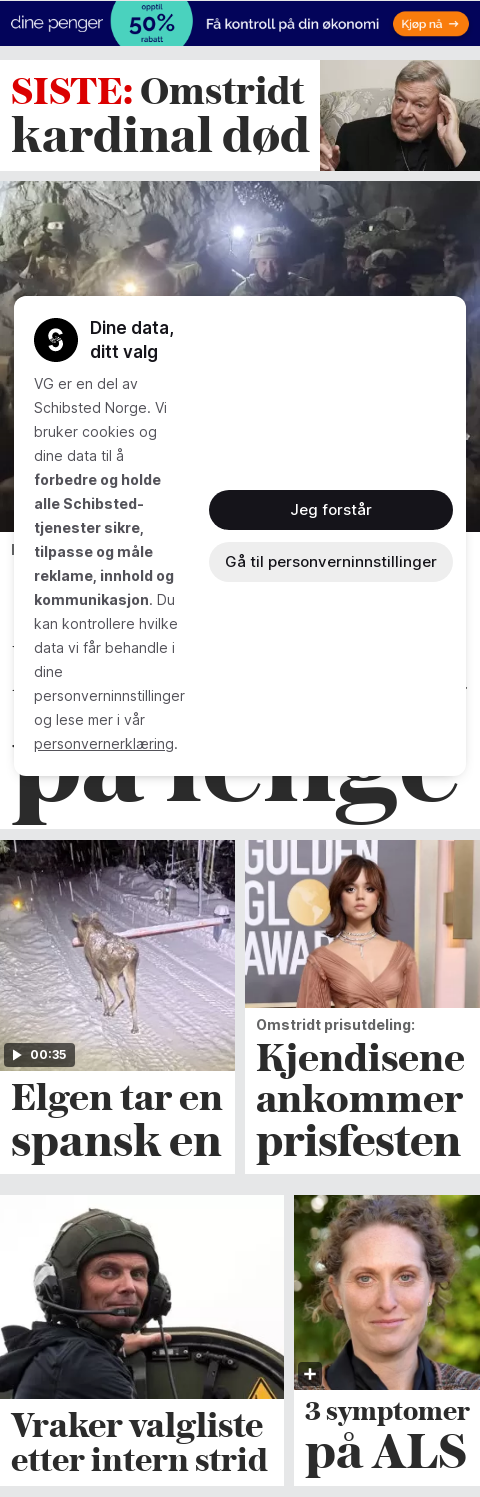 dine penger
opptil
50%
rabatt
Få kontroll på din økonomi
Kjøp nå →
SISTE: Omstridt
kardinal død
Dine data,
ditt valg
VG er en del av
Schibsted Norge. Vi
bruker cookies og
dine data til å
forbedre og holde
alle Schibsted-
tjenester sikre,
tilpasse og måle
reklame, innhold og
kommunikasjon. Du
kan kontrollere hvilke
data vi får behandle i
dine
personverninnstillinger
og lese mer i vår
personvernerklæring.
Jeg forstår
Gå til personverninnstillinger
på lenge
GOLDEN
GLO
AWA
00:35
Elgen tar en
spansk en
Omstridt prisutdeling:
Kjendisene
ankommer
prisfesten
Vraker valgliste
etter intern strid
3 symptomer
på ALS